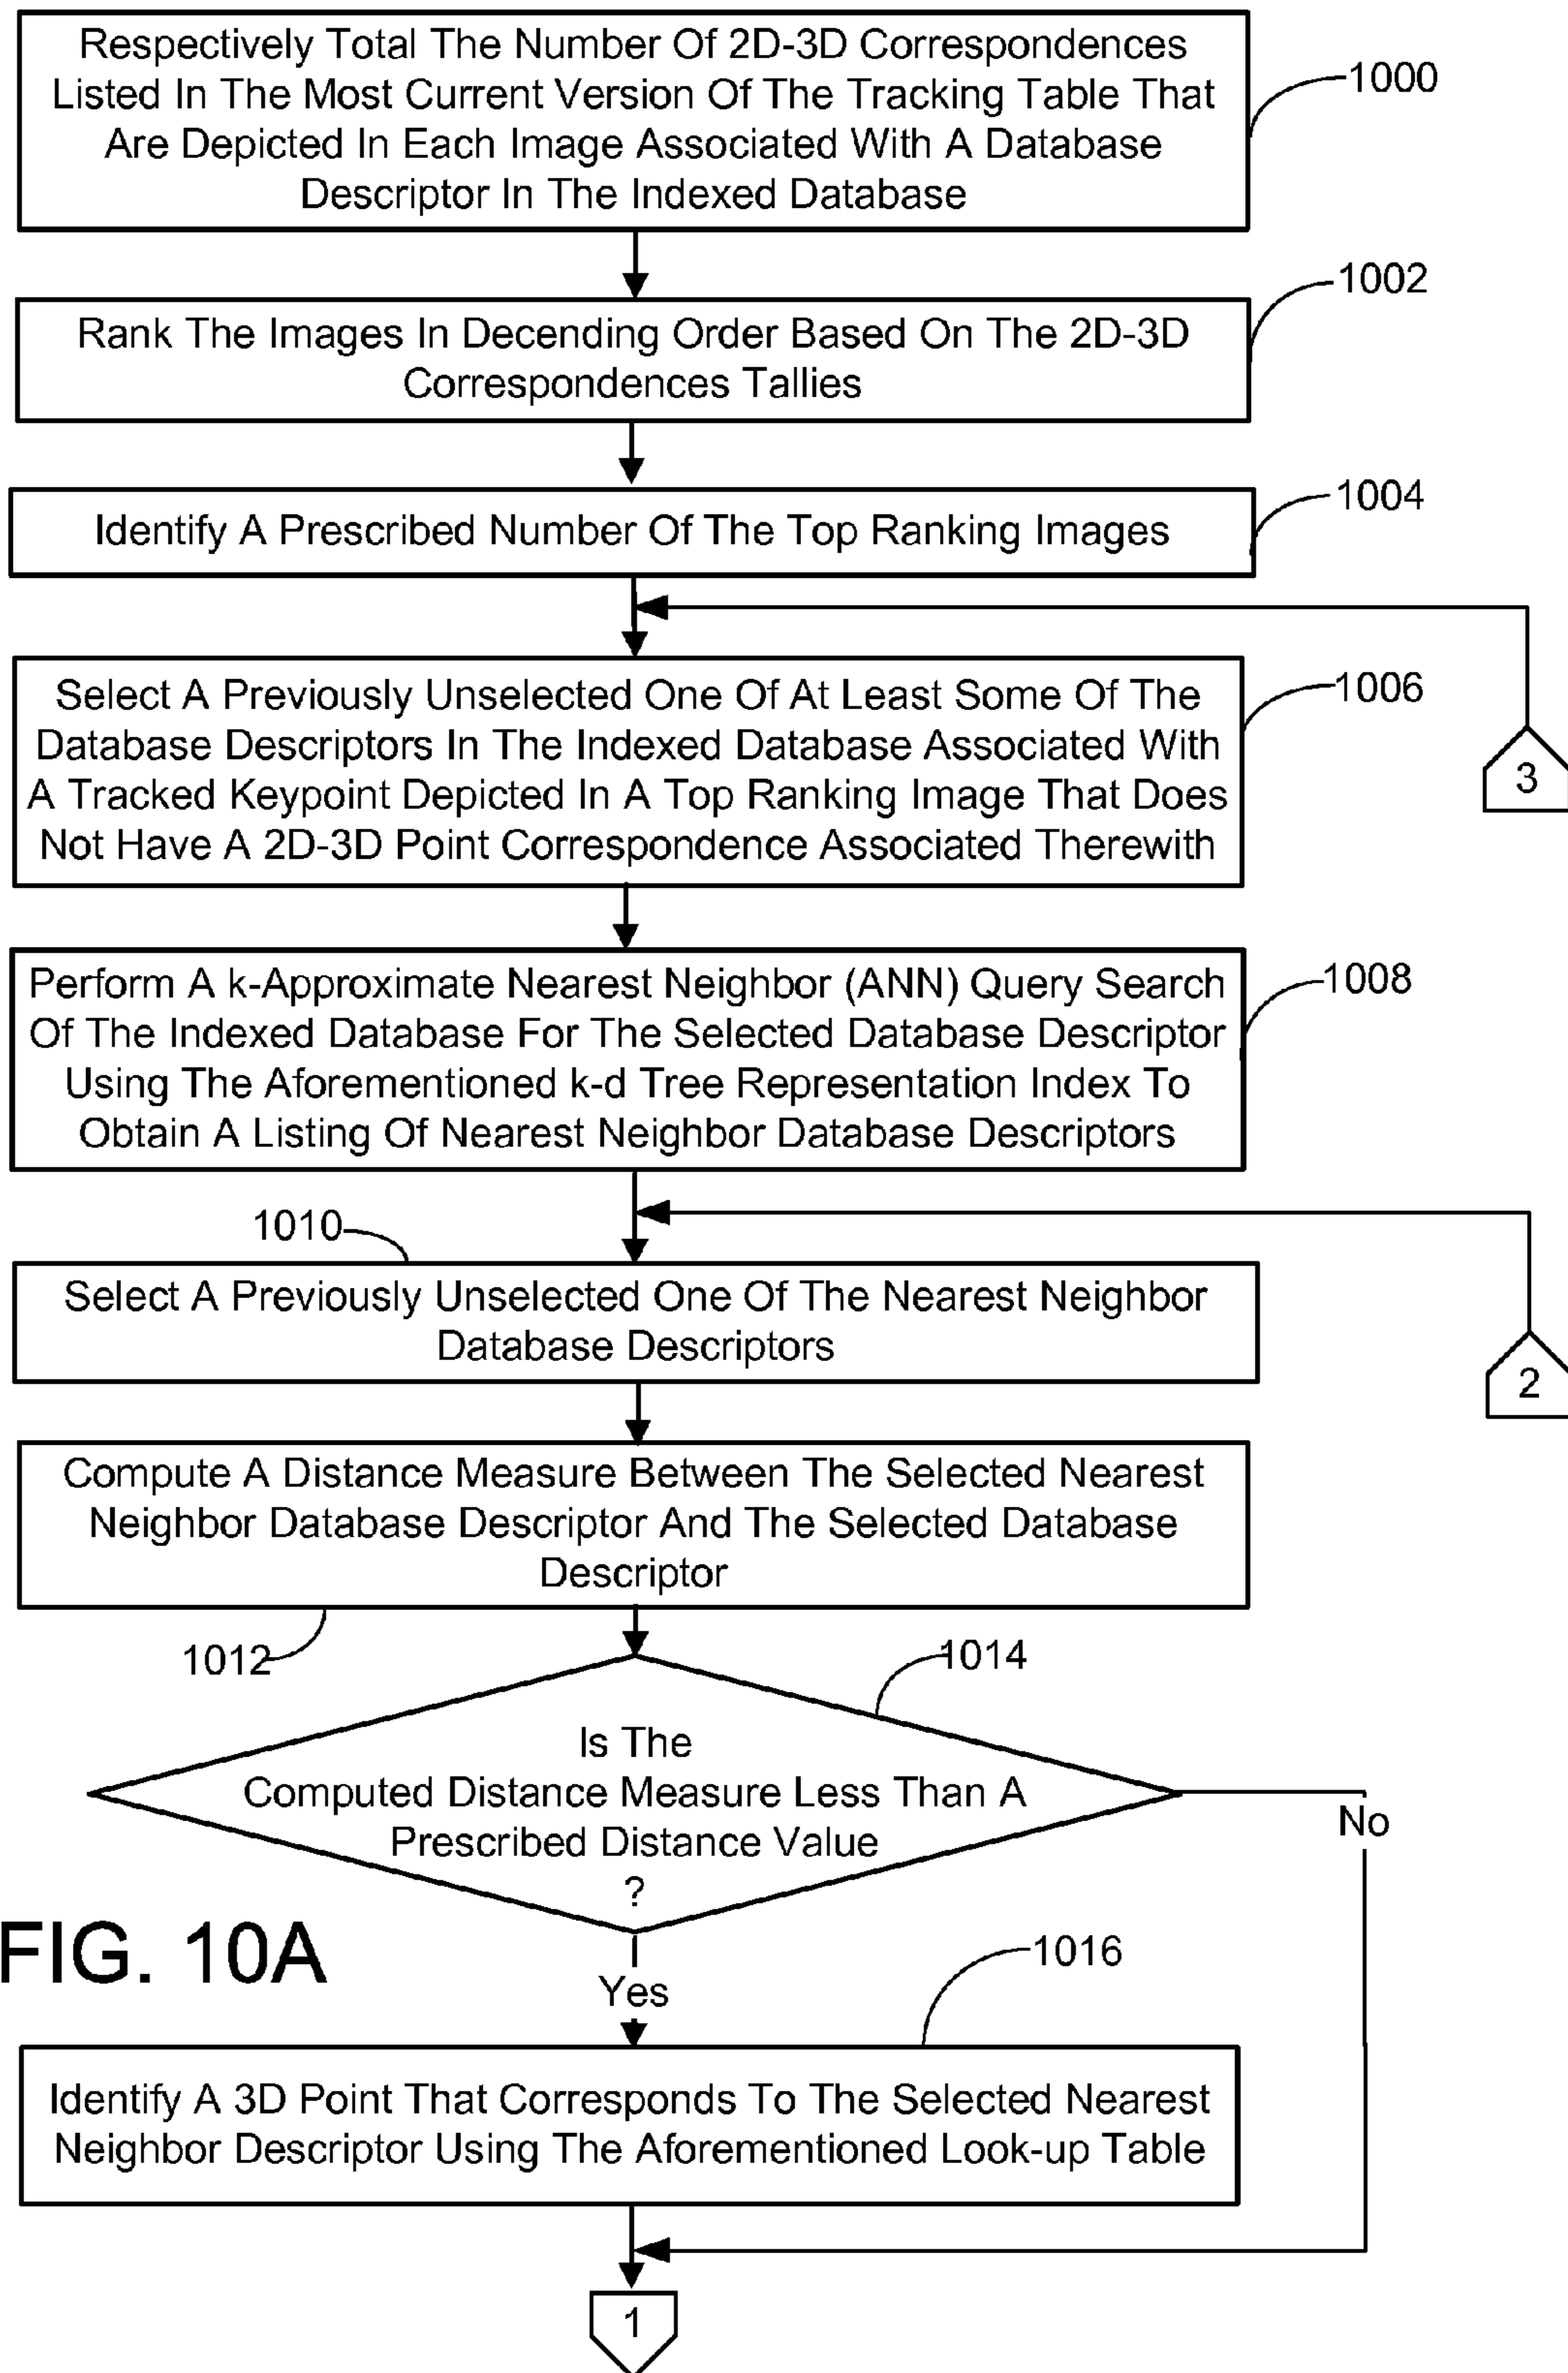 Respectively Total The Number Of 2D-3D Correspondences
Listed In The Most Current Version Of The Tracking Table That
Are Depicted In Each Image Associated With A Database
Descriptor In The Indexed Database
1000
1002
Rank The Images In Decending Order Based On The 2D-3D
Correspondences Tallies
1004
Identify A Prescribed Number Of The Top Ranking Images
Select A Previously Unselected One Of At Least Some Of The
Database Descriptors In The Indexed Database Associated With
A Tracked Keypoint Depicted In A Top Ranking Image That Does
Not Have A 2D-3D Point Correspondence Associated Therewith
1006
3
Perform A k-Approximate Nearest Neighbor (ANN) Query Search
Of The Indexed Database For The Selected Database Descriptor
Using The Aforementioned k-d Tree Representation Index To
Obtain A Listing Of Nearest Neighbor Database Descriptors
1008
1010
Select A Previously Unselected One Of The Nearest Neighbor
Database Descriptors
2
Compute A Distance Measure Between The Selected Nearest
Neighbor Database Descriptor And The Selected Database
Descriptor
1012
1014
Is The
Computed Distance Measure Less Than A
Prescribed Distance Value
?
No
FIG. 10A
Yes
1016
Identify A 3D Point That Corresponds To The Selected Nearest
Neighbor Descriptor Using The Aforementioned Look-up Table
1